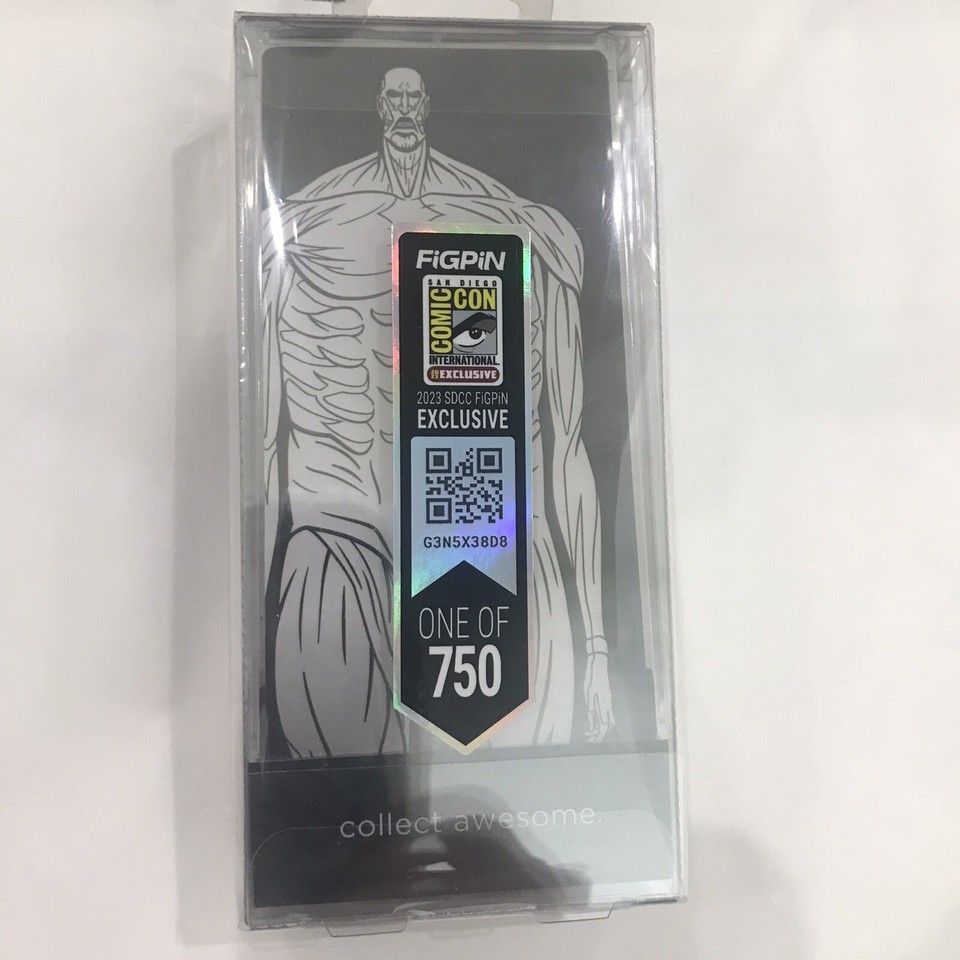 FiGPiN
SAN DIEGO
COMIC
CON
INTERNATIONAL.
EXCLUSIVE
2023 SDCC FiGPiN
EXCLUSIVE
G3N5X38D8
ONE OF
750
collect awesome.